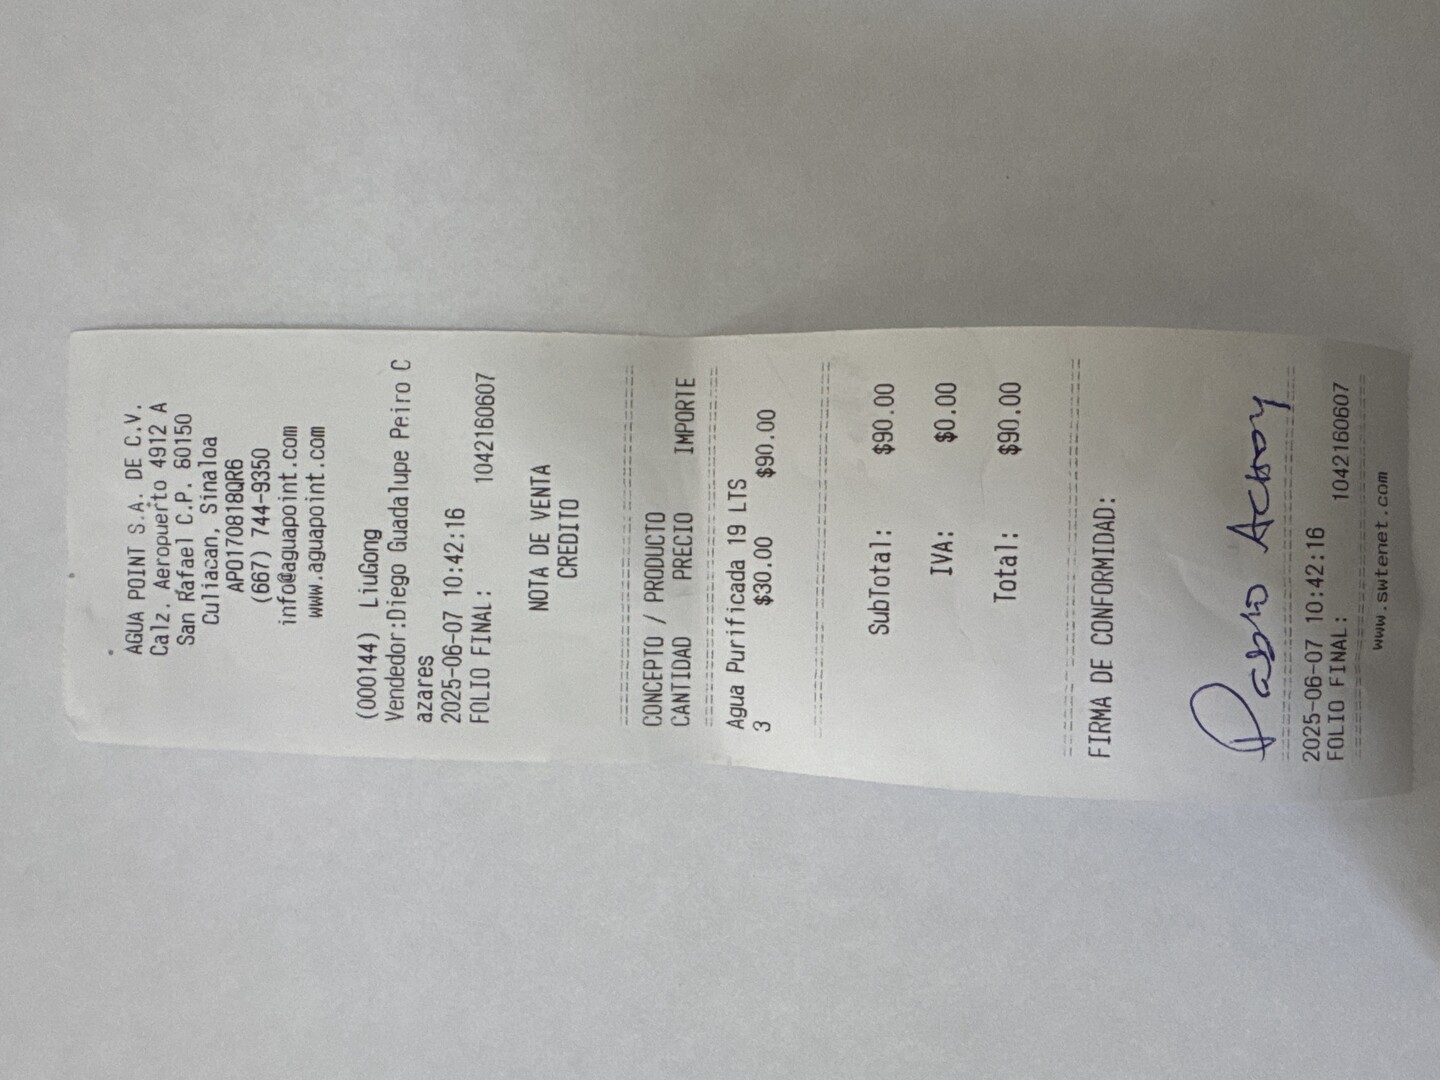 AGUA POINT S.A. DE C.V.
Calz. Aeropuerto 4912 A
San Rafael C.P. 80150
Culiacan, Sinaloa
APO170818QR6
(667) 744-9350
info@aguapoint.com
www.aguapoint.com
(000144) LiuGong
Vendedor:Diego Guadalupe Peiro C
azares
2025-06-07 10:42:16
FOLIO FINAL: 1042160607
NOTA DE VENTA
CREDITO
CONCEPTO / PRODUCTO
CANTIDAD PRECIO IMPORTE
Agua Purificada 19 LTS
3 $30.00 $90.00
SubTotal: $90.00
IVA: $0.00
Total: $90.00
FIRMA DE CONFORMIDAD:
Pablo
2025-06-07 10:42:16
FOLIO FINAL: 1042160607
www.swtenet.com